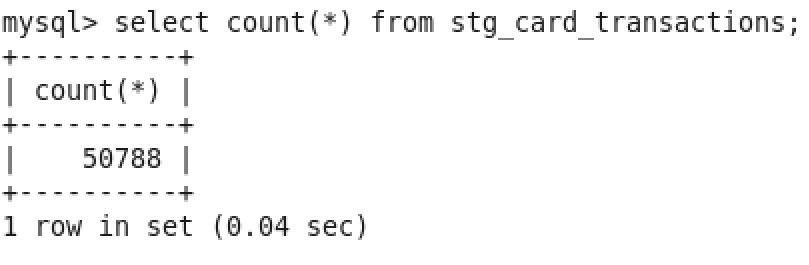 mysql> select count(*) from stg_card_transactions;
+----------+
| count(*) |
+----------+
|    50788 |
+----------+
1 row in set (0.04 sec)